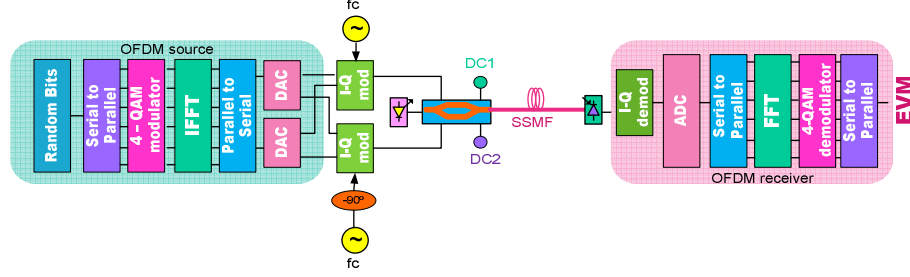 fc
OFDM source
Random Bits
Serial to
Parallel
4 – QAM
modulator
IFFT
Parallel to
Serial
DAC
DAC
I-Q
mod
I-Q
mod
-90º
fc
DC1
DC2
SSMF
I-Q
demod
ADC
Serial to
Parallel
FFT
4-QAM
demodulator
Serial to
Parallel
OFDM receiver
EVM